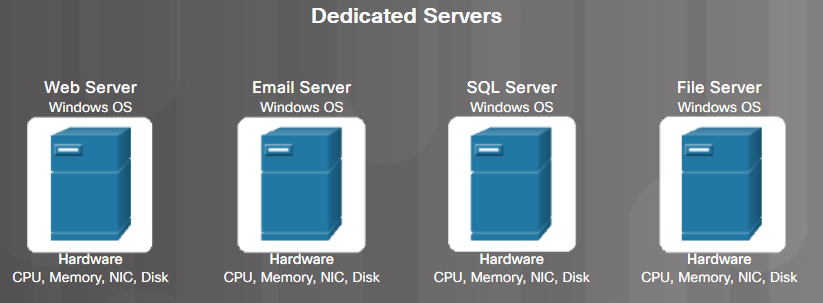 Dedicated Servers
Web Server
Windows OS
Hardware
CPU, Memory, NIC, Disk
Email Server
Windows OS
Hardware
CPU, Memory, NIC, Disk
SQL Server
Windows OS
Hardware
CPU, Memory, NIC, Disk
File Server
Windows OS
Hardware
CPU, Memory, NIC, Disk